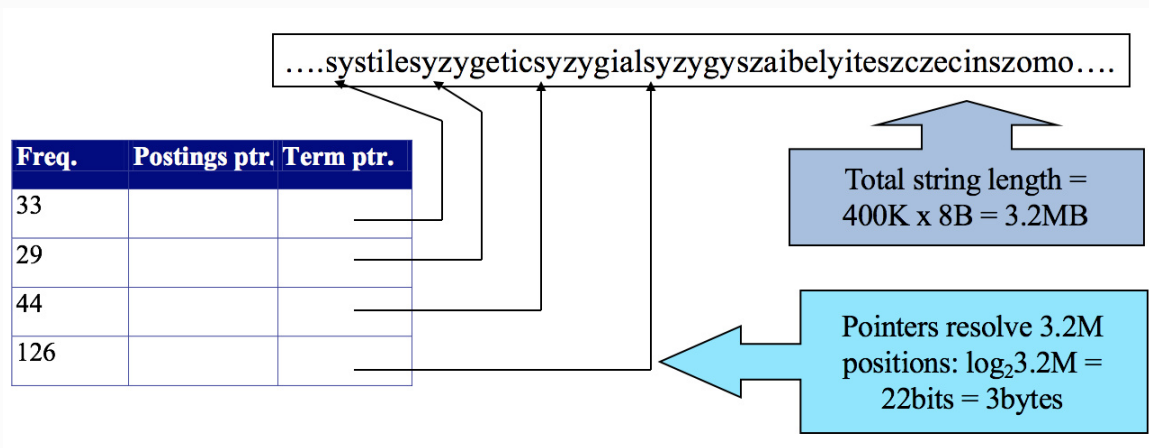 ....systilesyzygeticsyzygialsyzygyszaibelyiteszczecinszomo....
Freq. Postings ptr. Term ptr.
33
29
44
126
Total string length =
400K x 8B = 3.2MB
Pointers resolve 3.2M
positions: log₂3.2M =
22bits = 3bytes